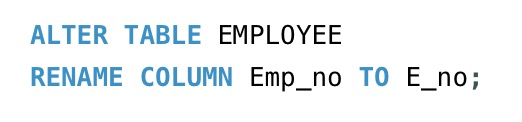 ALTER TABLE EMPLOYEE
RENAME COLUMN Emp_no TO E_no;